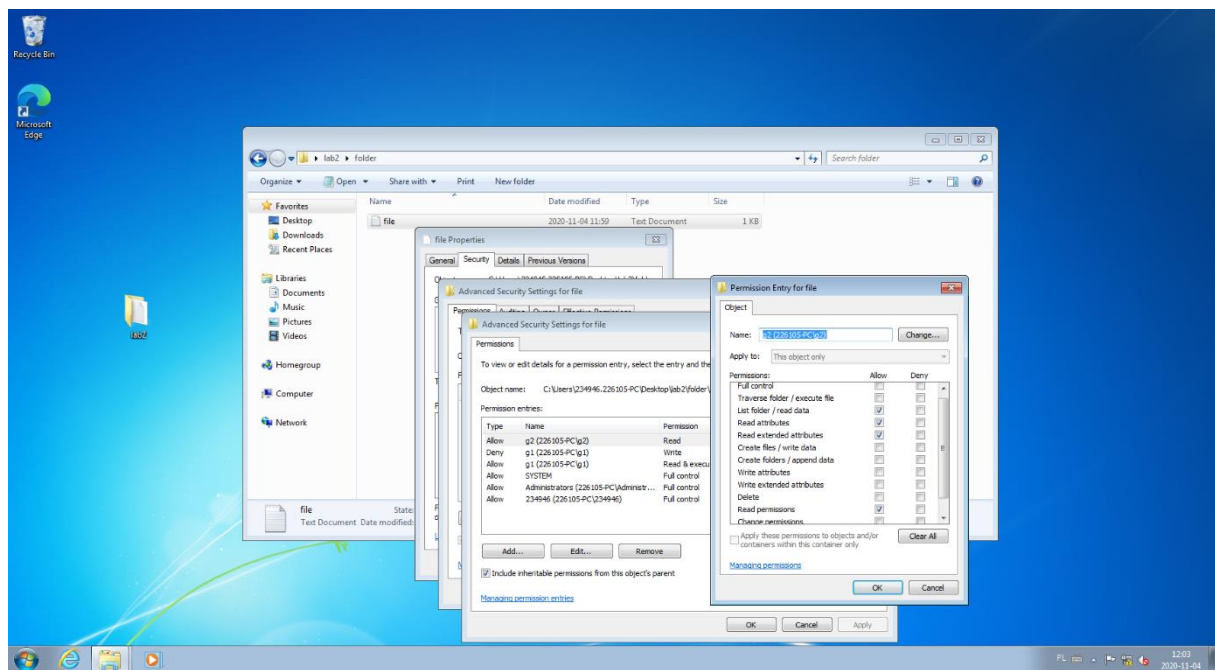 Recycle Bin
Microsoft
Edge
lab2
lab2 ▸ folder
Search folder
Organize Open Share with Print New folder
Favorites
Desktop
Downloads
Recent Places
Libraries
Documents
Music
Pictures
Videos
Homegroup
Computer
Network
Name Date modified Type Size
file 2020-11-04 11:59 Text Document 1 KB
file State:
Text Document Date modified:
file Properties
General Security Details Previous Versions
Advanced Security Settings for file
Permissions Auditing Owner Effective Permissions
Advanced Security Settings for file
Permissions
To view or edit details for a permission entry, select the entry and the
Object name: C:\Users\234946.226105-PC\Desktop\lab2\folder\
Permission entries:
Type Name Permission
Allow g2 (226105-PC\g2) Read
Deny g1 (226105-PC\g1) Write
Allow g1 (226105-PC\g1) Read & execu
Allow SYSTEM Full control
Allow Administrators (226105-PC\Administr... Full control
Allow 234946 (226105-PC\234946) Full control
Add... Edit... Remove
Include inheritable permissions from this object's parent
Managing permission entries
OK Cancel Apply
Permission Entry for file
Object
Name: g2 (226105-PC\g2) Change...
Apply to: This object only
Permissions: Allow Deny
Full control
Traverse folder / execute file
List folder / read data
Read attributes
Read extended attributes
Create files / write data
Create folders / append data
Write attributes
Write extended attributes
Delete
Read permissions
Change permissions
Apply these permissions to objects and/or
containers within this container only
Clear All
Managing permissions
OK Cancel
PL
12:03
2020-11-04